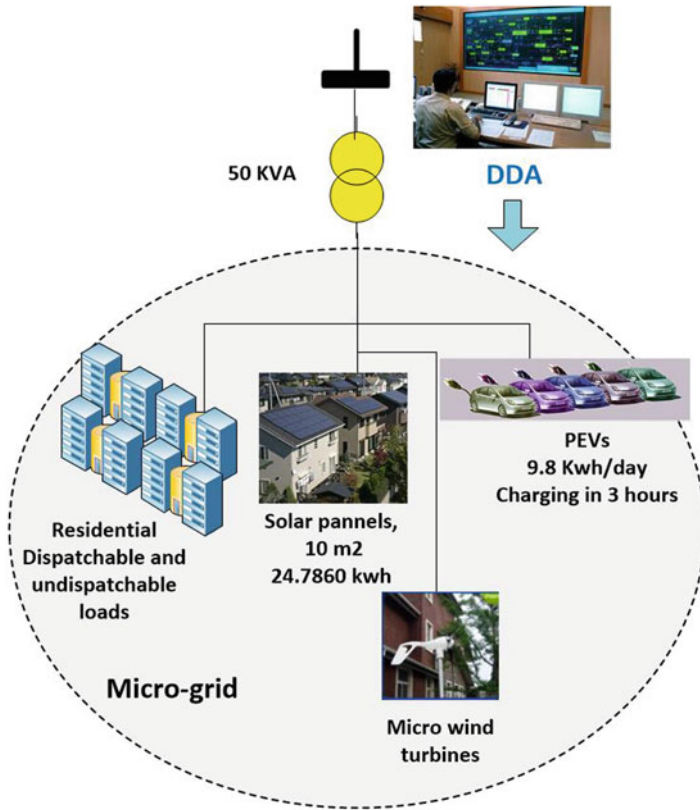 50 KVA
DDA
PEVs
9.8 Kwh/day
Charging in 3 hours
Solar pannels,
10 m2
24.7860 kwh
Residential
Dispatchable and
undispatchable
loads
Micro-grid
Micro wind
turbines